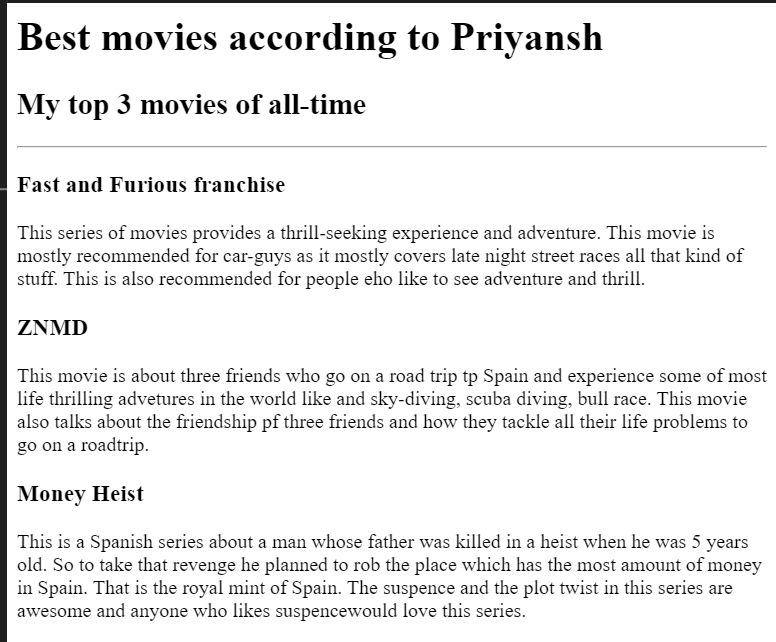 Best movies according to Priyansh
My top 3 movies of all-time
Fast and Furious franchise
This series of movies provides a thrill-seeking experience and adventure. This movie is
mostly recommended for car-guys as it mostly covers late night street races all that kind of
stuff. This is also recommended for people eho like to see adventure and thrill.
ZNMD
This movie is about three friends who go on a road trip tp Spain and experience some of most
life thrilling advetures in the world like and sky-diving, scuba diving, bull race. This movie
also talks about the friendship pf three friends and how they tackle all their life problems to
go on a roadtrip.
Money Heist
This is a Spanish series about a man whose father was killed in a heist when he was 5 years
old. So to take that revenge he planned to rob the place which has the most amount of money
in Spain. That is the royal mint of Spain. The suspence and the plot twist in this series are
awesome and anyone who likes suspencewould love this series.